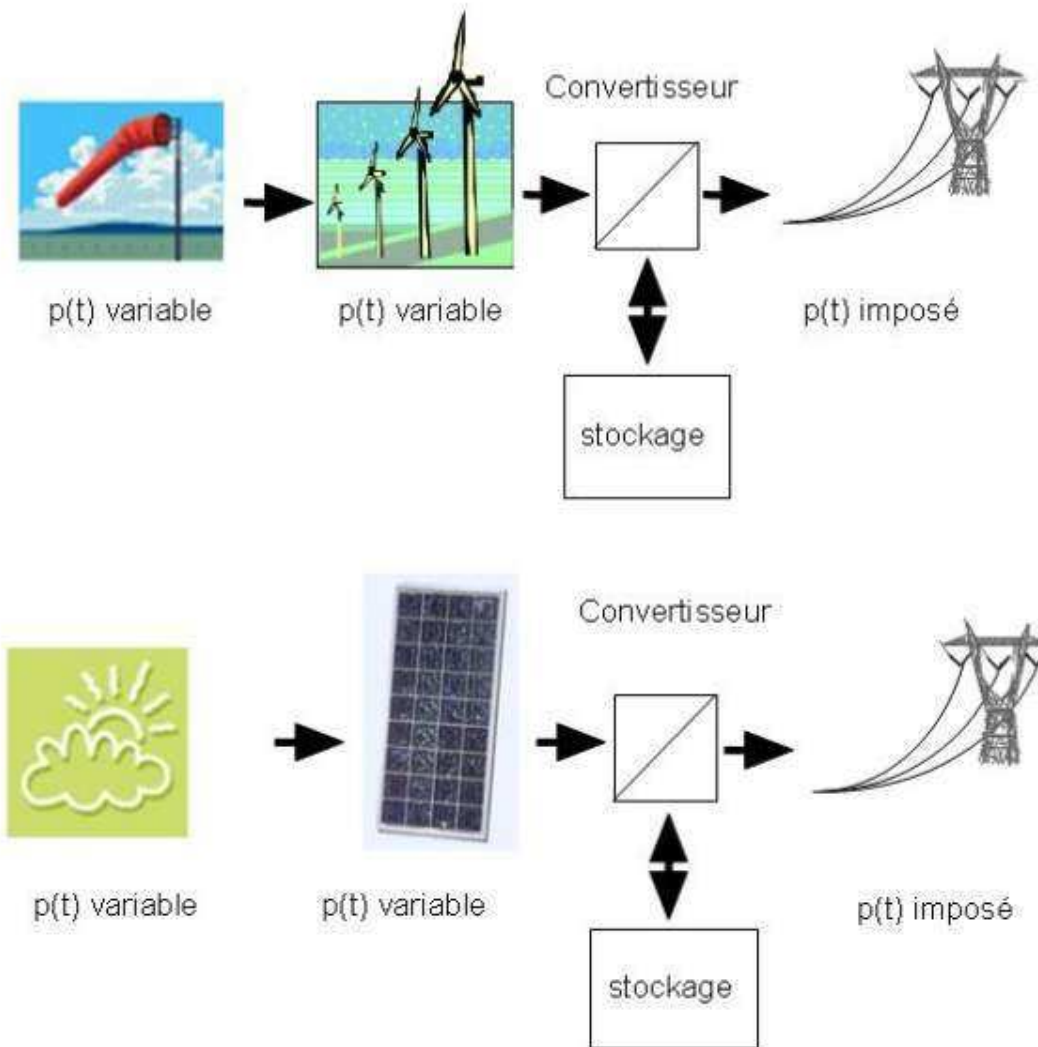 Convertisseur
p(t) variable
p(t) variable
p(t) imposé
stockage
Convertisseur
p(t) variable
p(t) variable
p(t) imposé
stockage